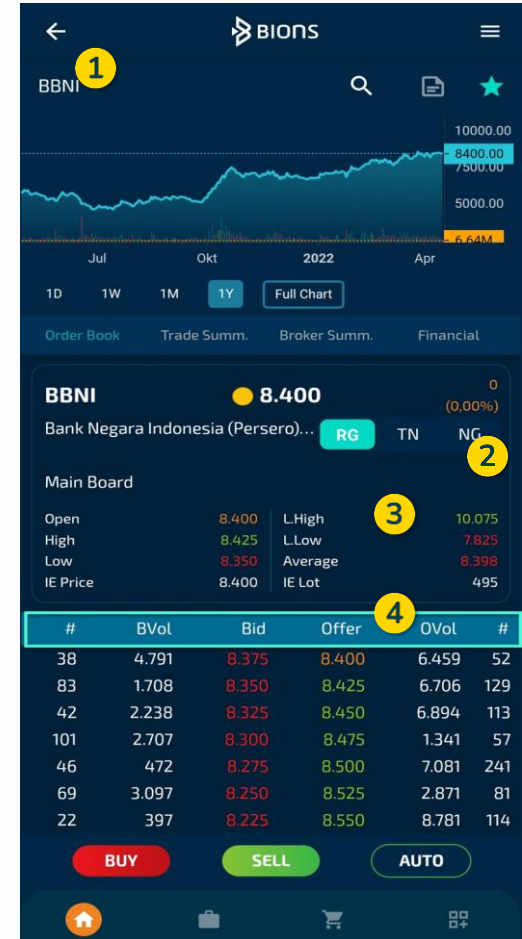 BIONS
1
BBNI
10000.00
8400.00
7500.00
5000.00
6.64M
Jul Okt 2022 Apr
1D 1W 1M 1Y Full Chart
Order Book Trade Summ. Broker Summ. Financial
BBNI 8.400 0
(0,00%)
Bank Negara Indonesia (Persero)... RG TN NG
2
Main Board
3
Open 8.400 L.High 10.075
High 8.425 L.Low 7.825
Low 8.350 Average 8.398
IE Price 8.400 IE Lot 495
4
# BVol Bid Offer OVol #
38 4.791 8.375 8.400 6.459 52
83 1.708 8.350 8.425 6.706 129
42 2.238 8.325 8.450 6.894 113
101 2.707 8.300 8.475 1.341 57
46 472 8.275 8.500 7.081 241
69 3.097 8.250 8.525 2.871 81
22 397 8.225 8.550 8.781 114
BUY SELL AUTO